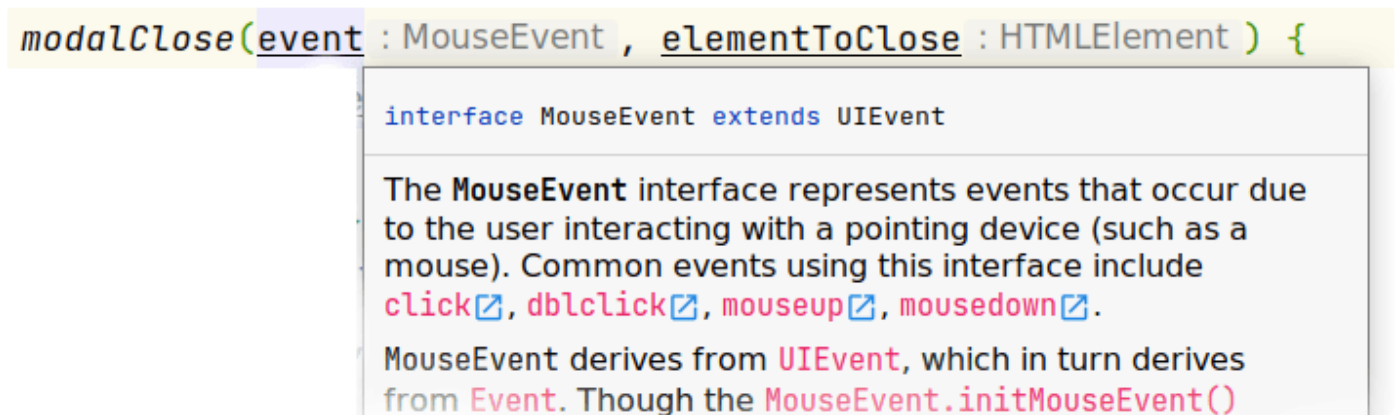 modalClose(event : MouseEvent , elementToClose : HTMLElement ) {
interface MouseEvent extends UIEvent
The MouseEvent interface represents events that occur due
to the user interacting with a pointing device (such as a
mouse). Common events using this interface include
click, dblclick, mouseup, mousedown.
MouseEvent derives from UIEvent, which in turn derives
from Event. Though the MouseEvent.initMouseEvent()